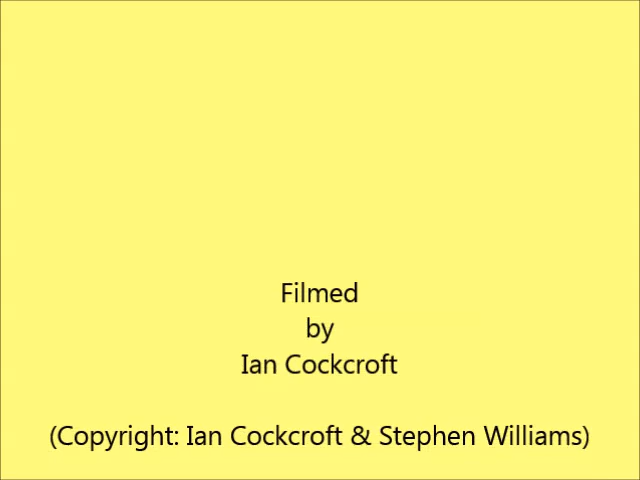 Filmed
by
Ian Cockcroft
(Copyright: Ian Cockcroft & Stephen Williams)